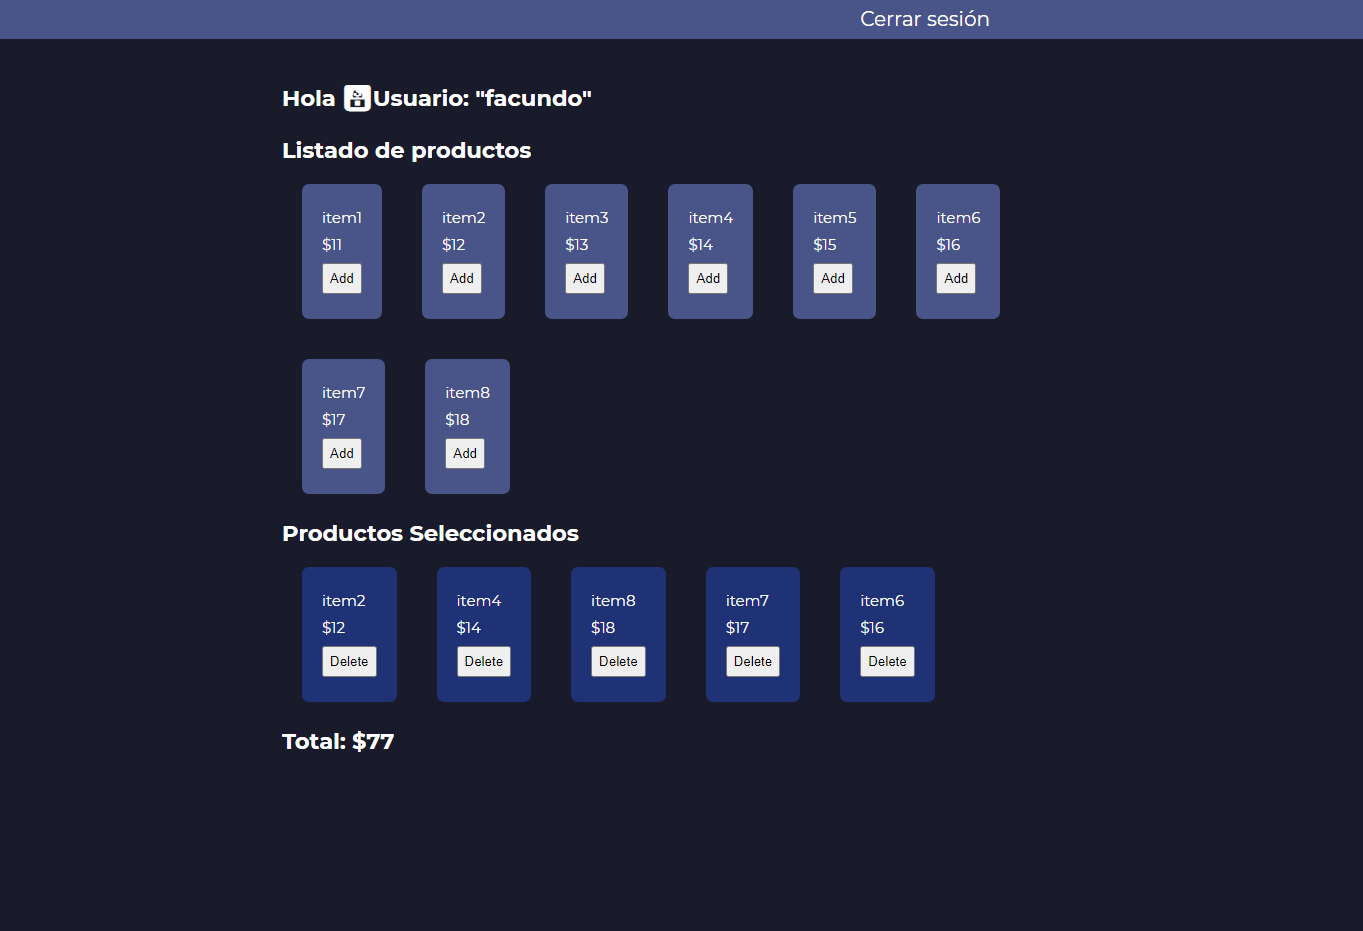 Cerrar sesión
Hola Usuario: "facundo"
Listado de productos
item1 item2 item3 item4 item5 item6
$11 $12 $13 $14 $15 $16
Add Add Add Add Add Add
item7 item8
$17 $18
Add Add
Productos Seleccionados
item2 item4 item8 item7 item6
$12 $14 $18 $17 $16
Delete Delete Delete Delete Delete
Total: $77